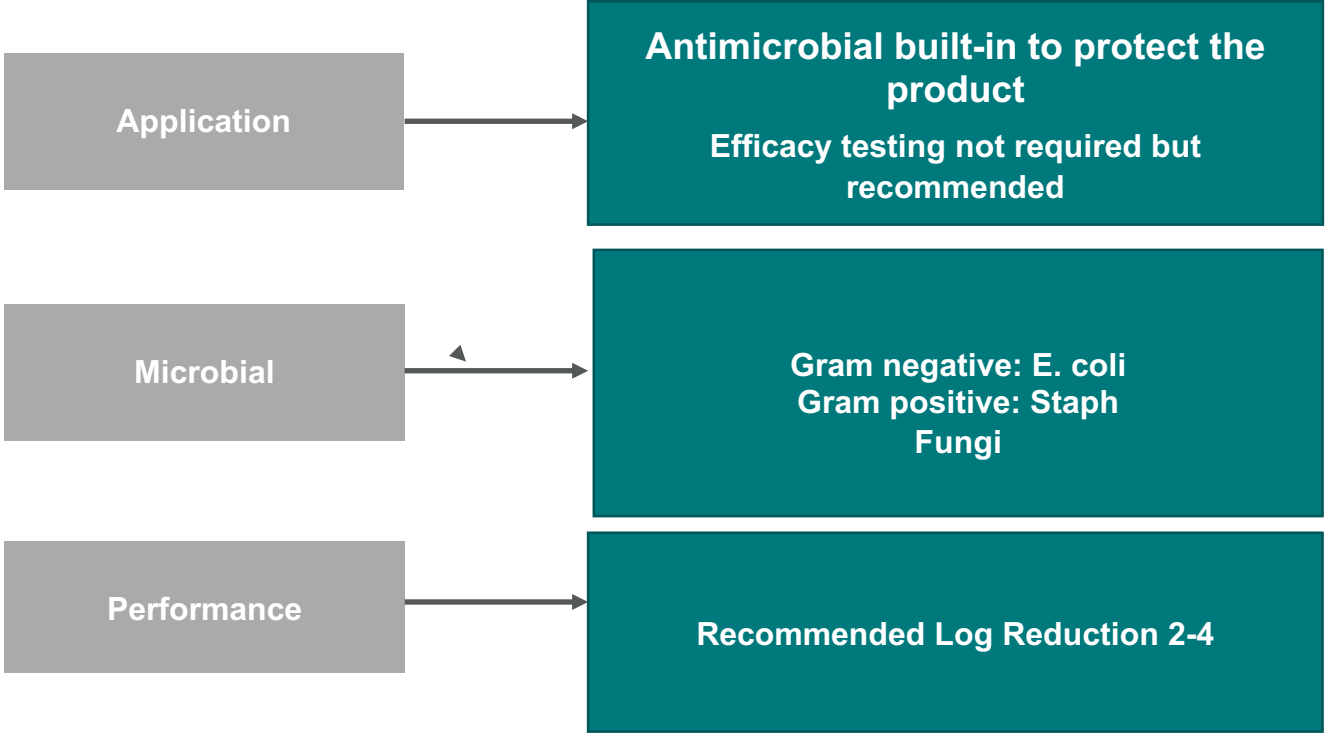 Application
Antimicrobial built-in to protect the
product
Efficacy testing not required but
recommended
Microbial
Gram negative: E. coli
Gram positive: Staph
Fungi
Performance
Recommended Log Reduction 2-4